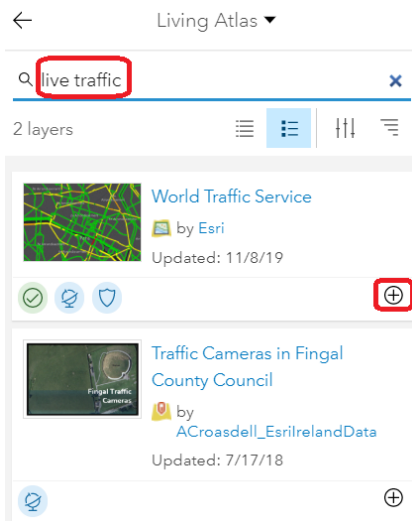 Living Atlas
live traffic
2 layers
World Traffic Service
by Esri
Updated: 11/8/19
Traffic Cameras in Fingal
County Council
Fingal Traffic
Cameras
by
ACroasdell_EsriIrelandData
Updated: 7/17/18